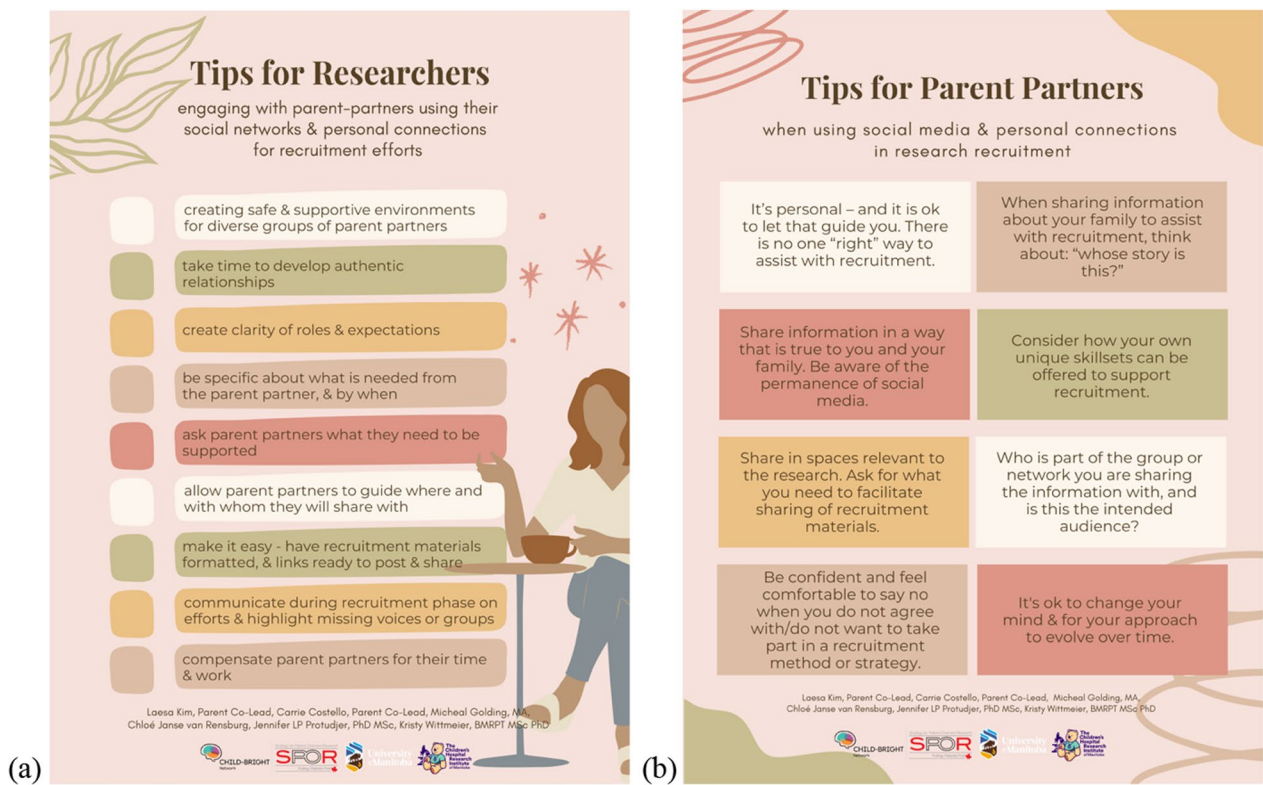 Tips for Researchers
engaging with parent-partners using their
social networks & personal connections
for recruitment efforts
creating safe & supportive environments
for diverse groups of parent partners
take time to develop authentic
relationships
create clarity of roles & expectations
be specific about what is needed from
the parent partner, & by when
ask parent partners what they need to be
supported
allow parent partners to guide where and
with whom they will share with
make it easy - have recruitment materials
formatted, & links ready to post & share
communicate during recruitment phase on
efforts & highlight missing voices or groups
compensate parent partners for their time
& work
Laesa Kim, Parent Co-Lead, Carrie Costello, Parent Co-Lead, Micheal Golding, MA,
Chloé Janse van Rensburg, Jennifer LP Protudjer, PhD MSc, Kristy Wittmeier, BMRPT MSc PhD
CHILD-BRIGHT
Network
SPOR
University
of Manitoba
The
Children's
Hospital
Research
Institute
of Manitoba
(a)
Tips for Parent Partners
when using social media & personal connections
in research recruitment
It's personal – and it is ok
to let that guide you. There
is no one “right” way to
assist with recruitment.
When sharing information
about your family to assist
with recruitment, think
about: “whose story is
this?”
Share information in a way
that is true to you and your
family. Be aware of the
permanence of social
media.
Consider how your own
unique skillsets can be
offered to support
recruitment.
Share in spaces relevant to
the research. Ask for what
you need to facilitate
sharing of recruitment
materials.
Who is part of the group or
network you are sharing
the information with, and
is this the intended
audience?
Be confident and feel
comfortable to say no
when you do not agree
with/do not want to take
part in a recruitment
method or strategy.
It's ok to change your
mind & for your approach
to evolve over time.
Laesa Kim, Parent Co-Lead, Carrie Costello, Parent Co-Lead, Micheal Golding, MA,
Chloé Janse van Rensburg, Jennifer LP Protudjer, PhD MSc, Kristy Wittmeier, BMRPT MSc PhD
CHILD-BRIGHT
Network
SPOR
University
of Manitoba
The
Children's
Hospital
Research
Institute
of Manitoba
(b)